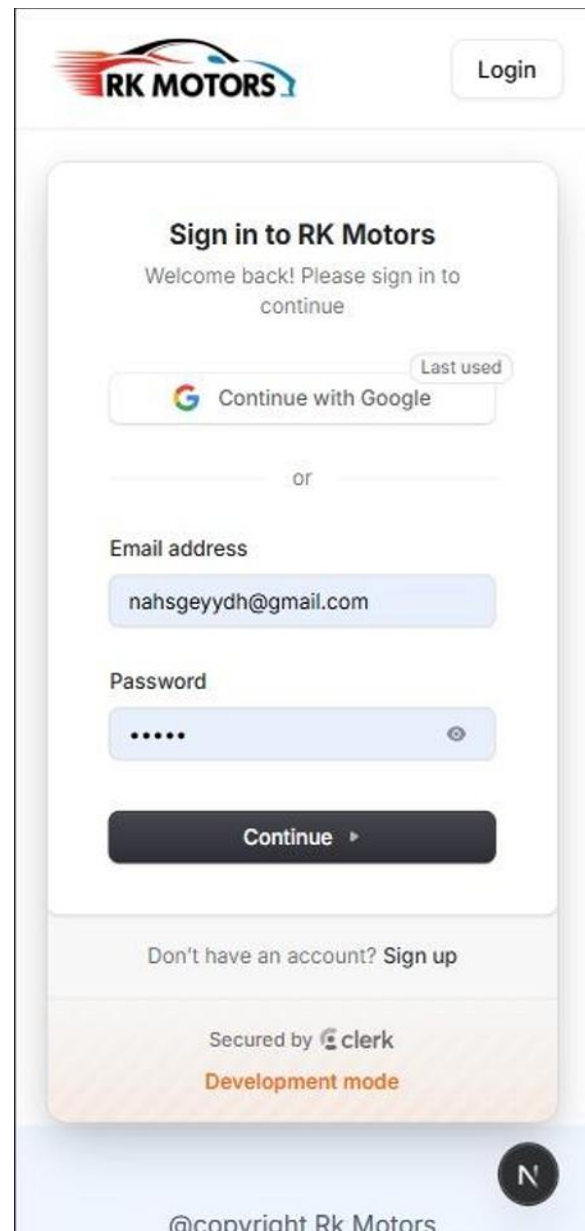 RK MOTORS
Login
Sign in to RK Motors
Welcome back! Please sign in to
continue
Last used
Continue with Google
or
Email address
nahsgeyydh@gmail.com
Password
•••••
Continue
Don't have an account? Sign up
Secured by clerk
Development mode
N
@copyright Rk Motors